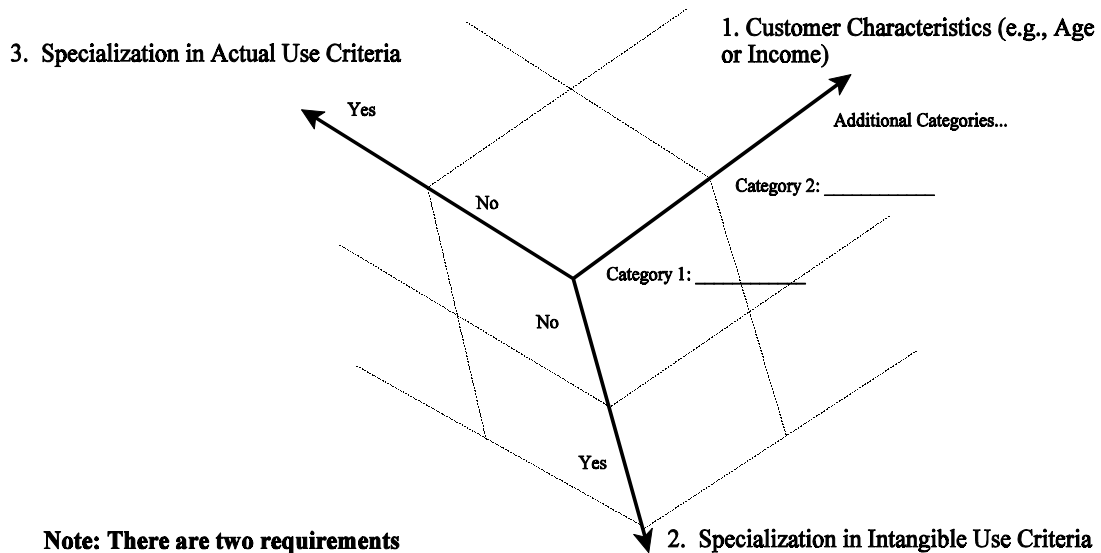 1. Customer Characteristics (e.g., Age
or Income)
3. Specialization in Actual Use Criteria
Yes
Additional Categories...
Category 2: ___________
No
Category 1: ___________
No
Yes
Note: There are two requirements
2. Specialization in Intangible Use Criteria